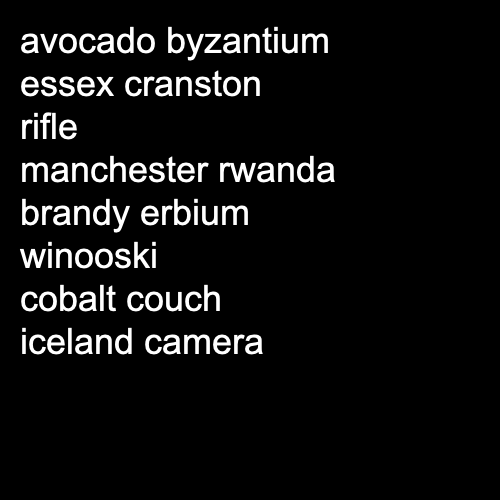 avocado byzantium
essex cranston
rifle
manchester rwanda
brandy erbium
winooski
cobalt couch
iceland camera